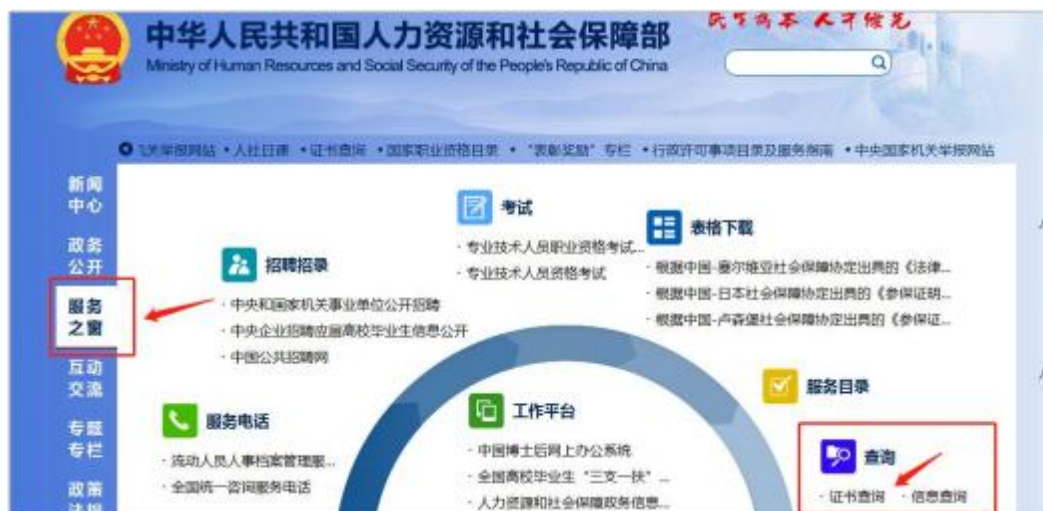 民生为本 人才优先
中华人民共和国人力资源和社会保障部
Ministry of Human Resources and Social Security of the People's Republic of China
关举报网站 •人社日课 •证书查询 •国家职业资格目录 •"表彰奖励"专栏 •行政许可事项目录及服务指南 •中央国家机关举报网站
新闻
中心
政务
公开
服务
之窗
互动
交流
专题
专栏
政策
法规
招聘招录
· 中央和国家机关事业单位公开招聘
· 中央企业招聘应届高校毕业生信息公开
· 中国公共招聘网
考试
· 专业技术人员职业资格考试...
· 专业技术人员资格考试
表格下载
· 根据中国-塞尔维亚社会保障协定出具的《法律...
· 根据中国-日本社会保障协定出具的《参保证明...
· 根据中国-卢森堡社会保障协定出具的《参保证...
服务目录
服务电话
· 流动人员人事档案管理服...
· 全国统一咨询服务电话
工作平台
· 中国博士后网上办公系统
· 全国高校毕业生"三支一扶" ...
· 人力资源和社会保障政务信息...
查询
· 证书查询 · 信息查询